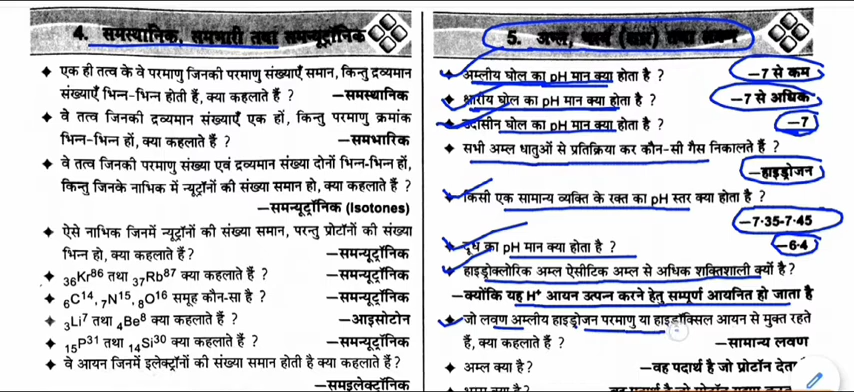 4. समस्थानिक, समभारी तथा समन्यूट्रॉनिक
◆ एक ही तत्व के वे परमाणु जिनकी परमाणु संख्याएँ समान, किन्तु द्रव्यमान
संख्याएँ भिन्न-भिन्न होती हैं, क्या कहलाते हैं ? –समस्थानिक
◆ वे तत्व जिनकी द्रव्यमान संख्याएँ एक हों, किन्तु परमाणु क्रमांक
भिन्न-भिन्न हों, क्या कहलाते हैं ? –समभारिक
◆ वे तत्व जिनकी परमाणु संख्या एवं द्रव्यमान संख्या दोनों भिन्न-भिन्न हों,
किन्तु जिनके नाभिक में न्यूट्रॉनों की संख्या समान हो, क्या कहलाते हैं ?
–समन्यूट्रॉनिक (Isotones)
◆ ऐसे नाभिक जिनमें न्यूट्रॉनों की संख्या समान, परन्तु प्रोटॉनों की संख्या
भिन्न हो, क्या कहलाते हैं ? –समन्यूट्रॉनिक
◆ ₃₆Kr⁸⁶ तथा ₃₇Rb⁸⁷ क्या कहलाते हैं ? –समन्यूट्रॉनिक
◆ ₆C¹⁴, ₇N¹⁵, ₈O¹⁶ समूह कौन-सा है ? –समन्यूट्रॉनिक
◆ ₃Li⁷ तथा ₄Be⁸ क्या कहलाते हैं ? –आइसोटोन
◆ ₁₅P³¹ तथा ₁₄Si³⁰ क्या कहलाते हैं ? –समन्यूट्रॉनिक
◆ वे आयन जिनमें इलेक्ट्रॉनों की संख्या समान होती है क्या कहलाते हैं?
–समइलेक्ट्रॉनिक
5. अम्ल, (क्षार) तथा लवण
◆ अम्लीय घोल का pH मान क्या होता है ? –7 से कम
◆ क्षारीय घोल का pH मान क्या होता है ? –7 से अधिक
◆ उदासीन घोल का pH मान क्या होता है ? –7
◆ सभी अम्ल धातुओं से प्रतिक्रिया कर कौन-सी गैस निकालते हैं ?
–हाइड्रोजन
◆ किसी एक सामान्य व्यक्ति के रक्त का pH स्तर क्या होता है ?
–7·35-7·45
◆ दूध का pH मान क्या होता है ? –6·4
◆ हाइड्रोक्लोरिक अम्ल ऐसीटिक अम्ल से अधिक शक्तिशाली क्यों है?
–क्योंकि यह H⁺ आयन उत्पन्न करने हेतु सम्पूर्ण आयनित हो जाता है
◆ जो लवण अम्लीय हाइड्रोजन परमाणु या हाइड्रॉक्सिल आयन से मुक्त रहते
हैं, क्या कहलाते हैं ? –सामान्य लवण
◆ अम्ल क्या है? –वह पदार्थ है जो प्रोटॉन